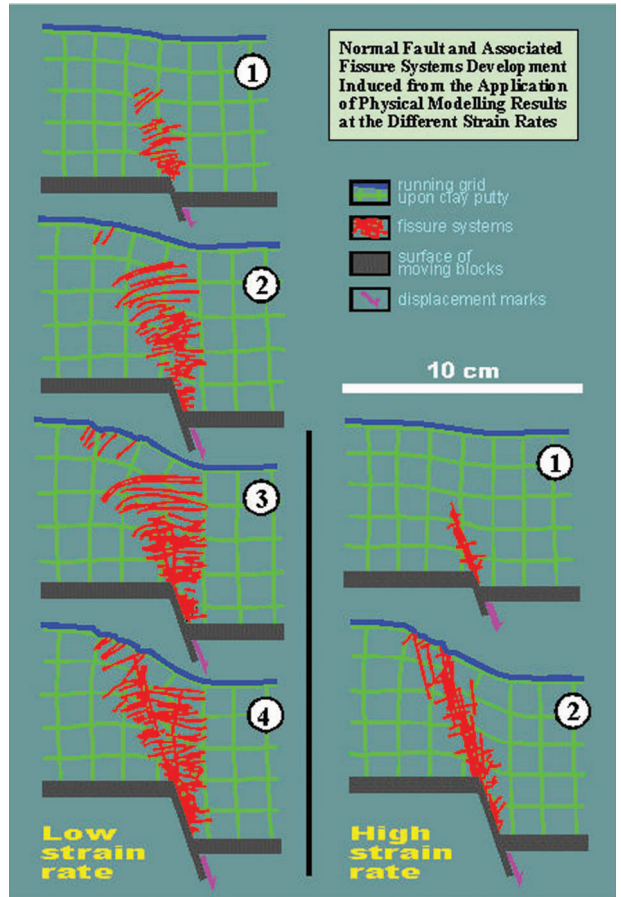 Normal Fault and Associated
Fissure Systems Development
Induced from the Application
of Physical Modelling Results
at the Different Strain Rates
running grid
upon clay putty
fissure systems
surface of
moving blocks
displacement marks
10 cm
1
2
3
4
Low
strain
rate
1
2
High
strain
rate